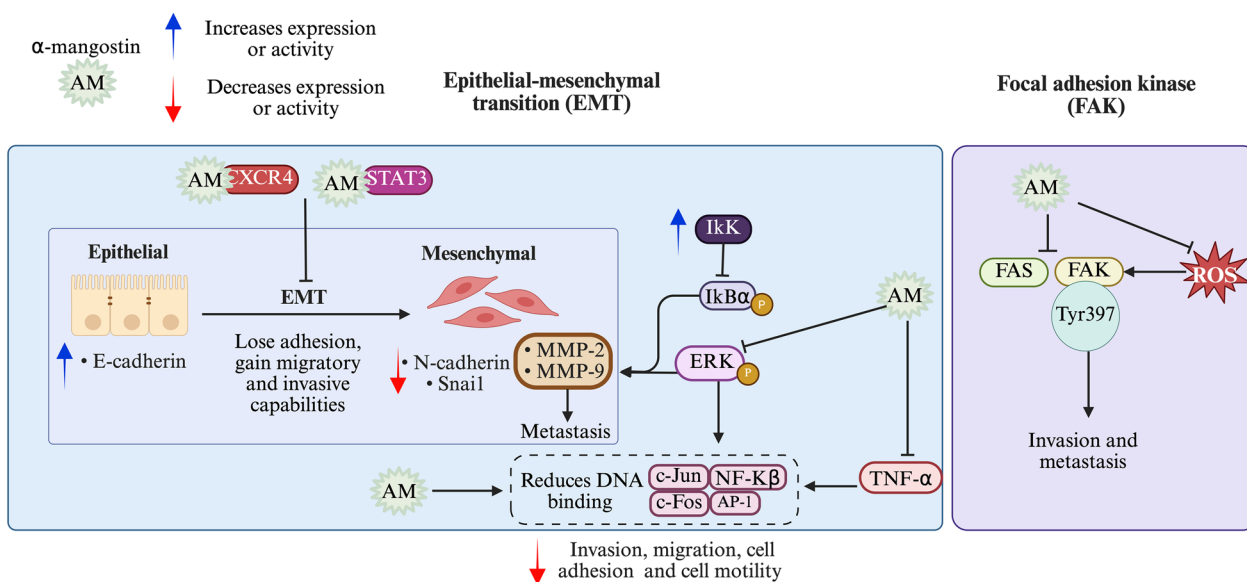 α-mangostin
AM
Increases expression
or activity
Decreases expression
or activity
Epithelial-mesenchymal
transition (EMT)
Focal adhesion kinase
(FAK)
AM CXCR4
AM STAT3
Epithelial
Mesenchymal
EMT
• E-cadherin
Lose adhesion,
gain migratory
and invasive
capabilities
• N-cadherin
• Snai1
• MMP-2
• MMP-9
Metastasis
IkK
IkBα
P
ERK
P
AM
AM
Reduces DNA
binding
c-Jun
NF-Kβ
c-Fos
AP-1
TNF-α
Invasion, migration, cell
adhesion and cell motility
AM
FAS
FAK
ROS
Tyr397
Invasion and
metastasis